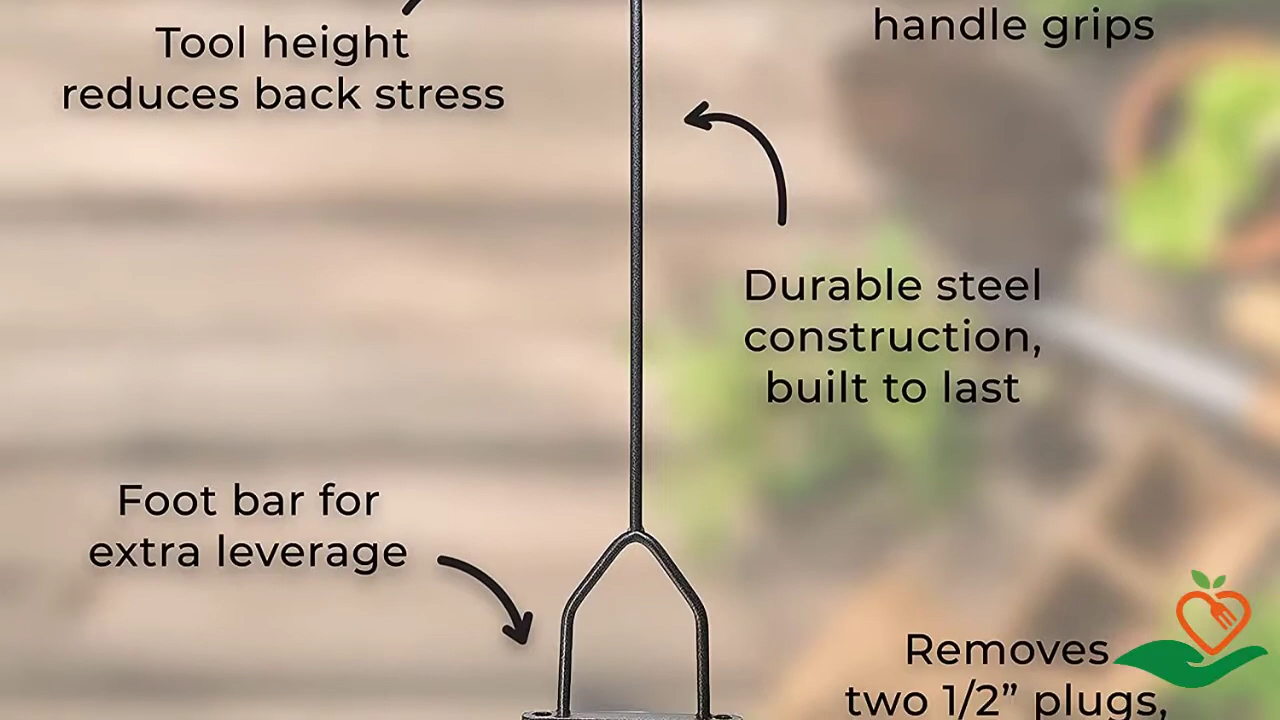 Tool height
reduces back stress
handle grips
Durable steel
construction,
built to last
Foot bar for
extra leverage
Removes
two 1/2” plugs,